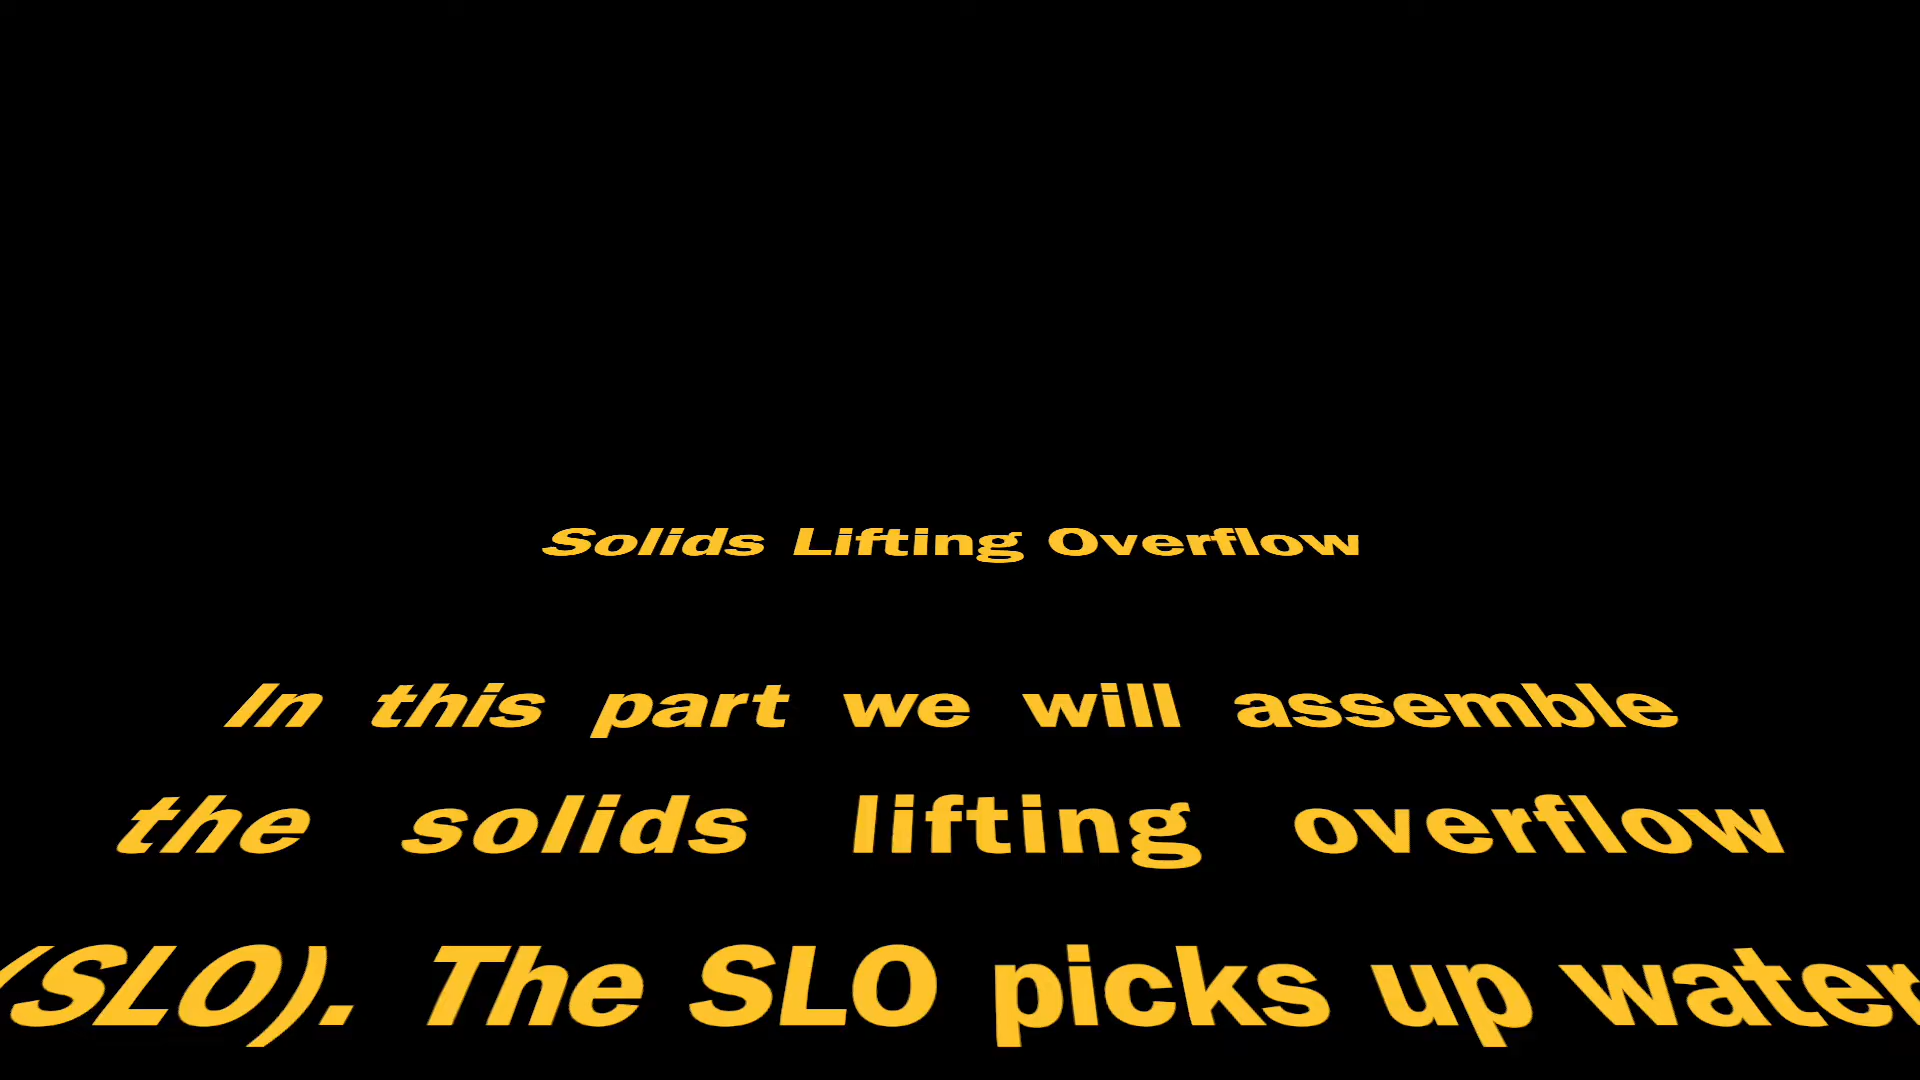 Solids Lifting Overflow
In this part we will assemble
the solids lifting overflow
(SLO). The SLO picks up water